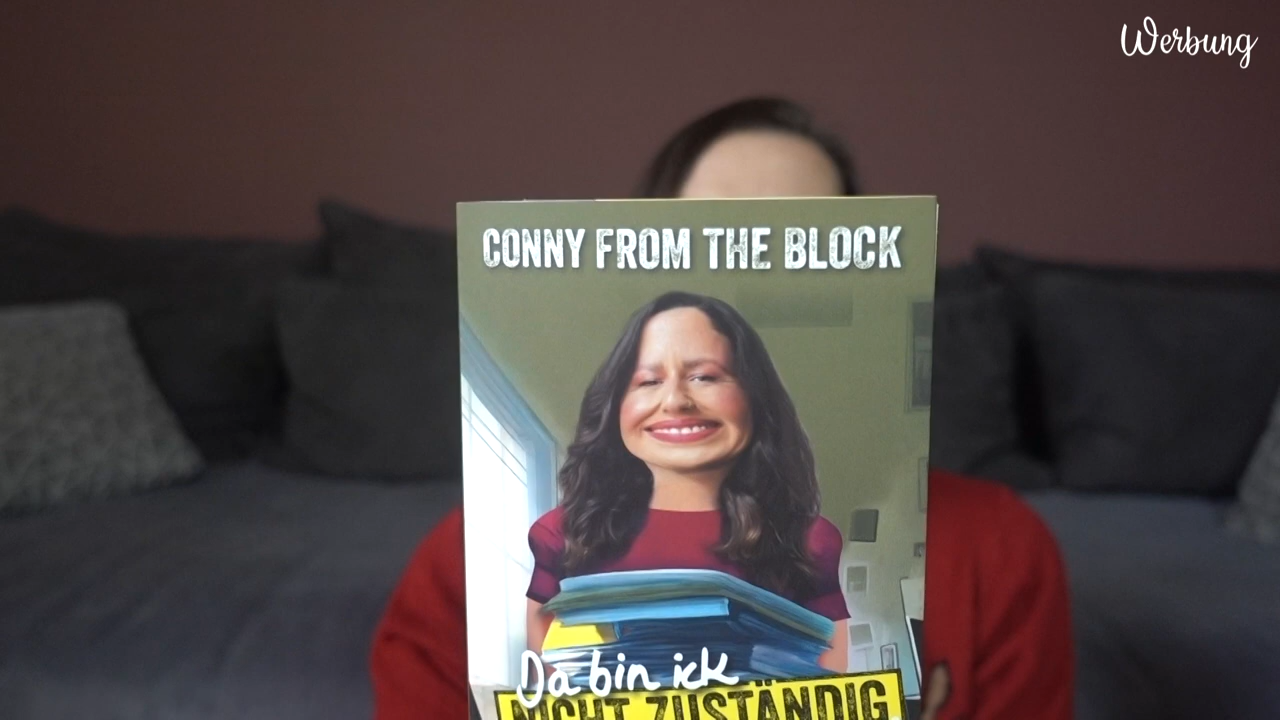 Werbung
CONNY FROM THE BLOCK
Da bin ick
NICHT ZUSTÄNDIG